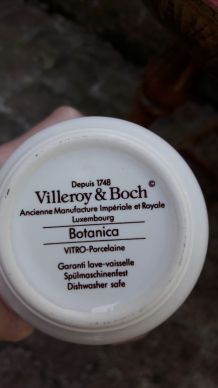 Depuis 1748
Villeroy & Boch©
Ancienne Manufacture Impériale et Royale
Luxembourg
Botanica
VITRO-Porcelaine
Garanti lave-vaisselle
Spülmaschinenfest
Dishwasher safe